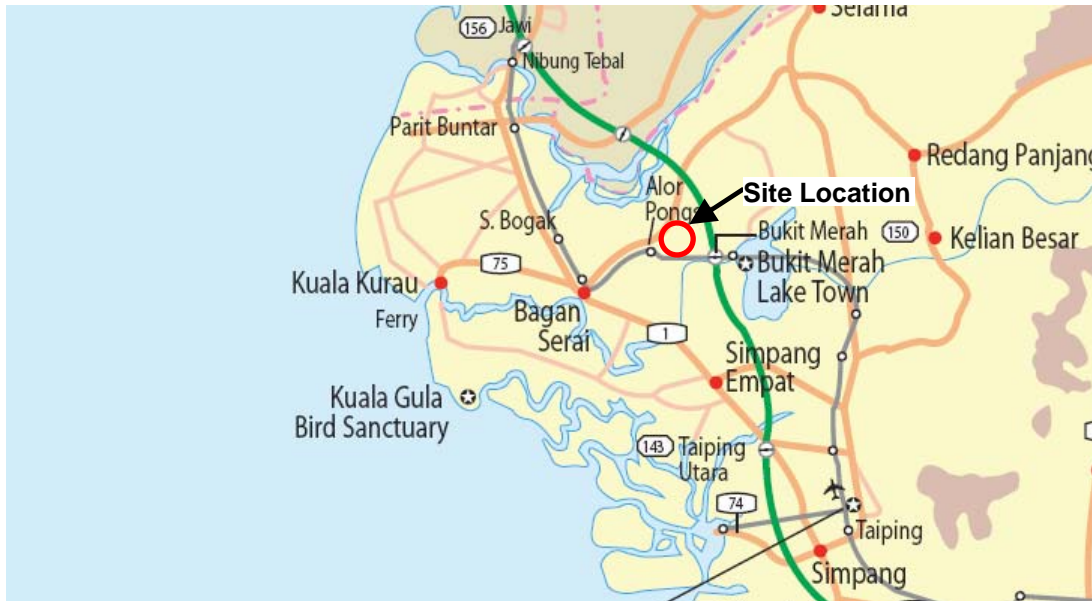 Selama
156
Jawi
Nibung Tebal
Parit Buntar
Redang Panjang
Alor
Pongs
Site Location
S. Bogak
Bukit Merah
150
Kelian Besar
75
Bukit Merah
Lake Town
Kuala Kurau
Ferry
Bagan
Serai
1
Simpang
Empat
Kuala Gula
Bird Sanctuary
143
Taiping
Utara
74
Taiping
Simpang